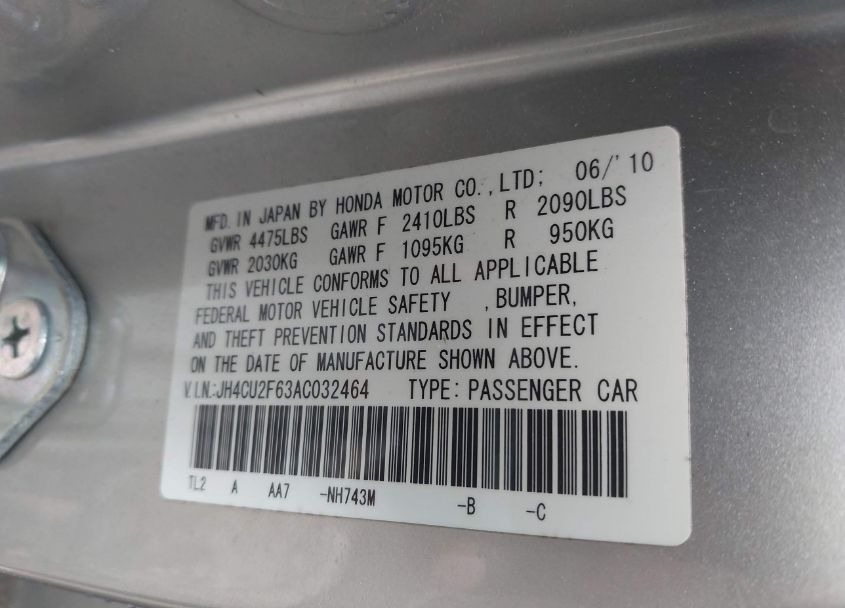 MFD. IN JAPAN BY HONDA MOTOR CO.,LTD; 06/'10
GVWR 4475LBS GAWR F 2410LBS R 2090LBS
GVWR 2030KG GAWR F 1095KG R 950KG
THIS VEHICLE CONFORMS TO ALL APPLICABLE
FEDERAL MOTOR VEHICLE SAFETY , BUMPER,
AND THEFT PREVENTION STANDARDS IN EFFECT
ON THE DATE OF MANUFACTURE SHOWN ABOVE.
V.I.N.:JH4CU2F63AC032464 TYPE: PASSENGER CAR
TL2 A AA7 -NH743M -B -C